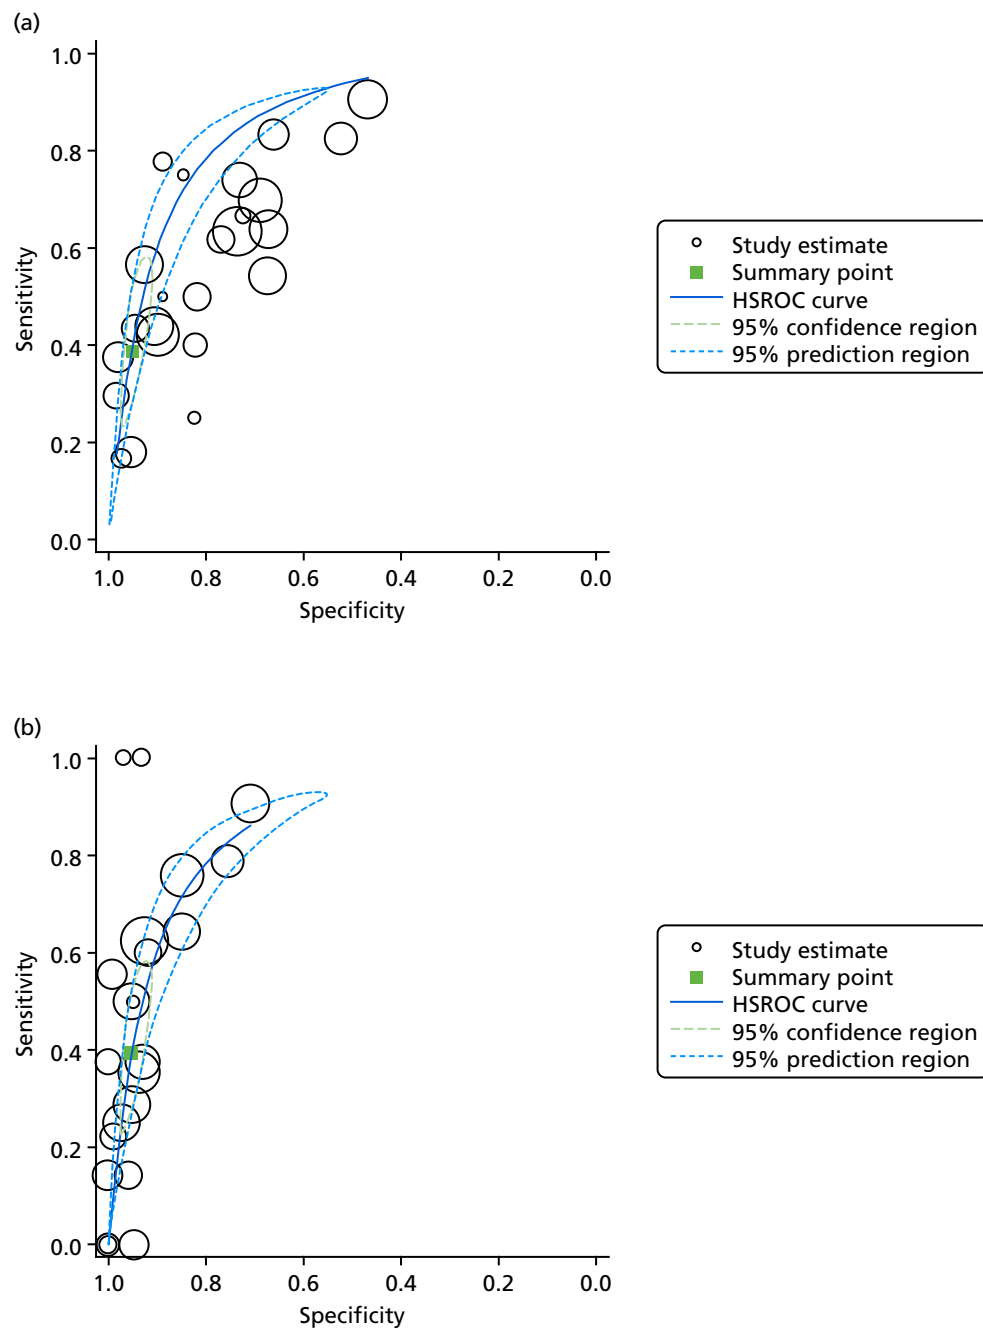 (a)
1.0
0.8
0.6
0.4
0.2
0.0
Sensitivity
1.0 0.8 0.6 0.4 0.2 0.0
Specificity
Study estimate
Summary point
HSROC curve
95% confidence region
95% prediction region
(b)
1.0
0.8
0.6
0.4
0.2
0.0
Sensitivity
1.0 0.8 0.6 0.4 0.2 0.0
Specificity
Study estimate
Summary point
HSROC curve
95% confidence region
95% prediction region